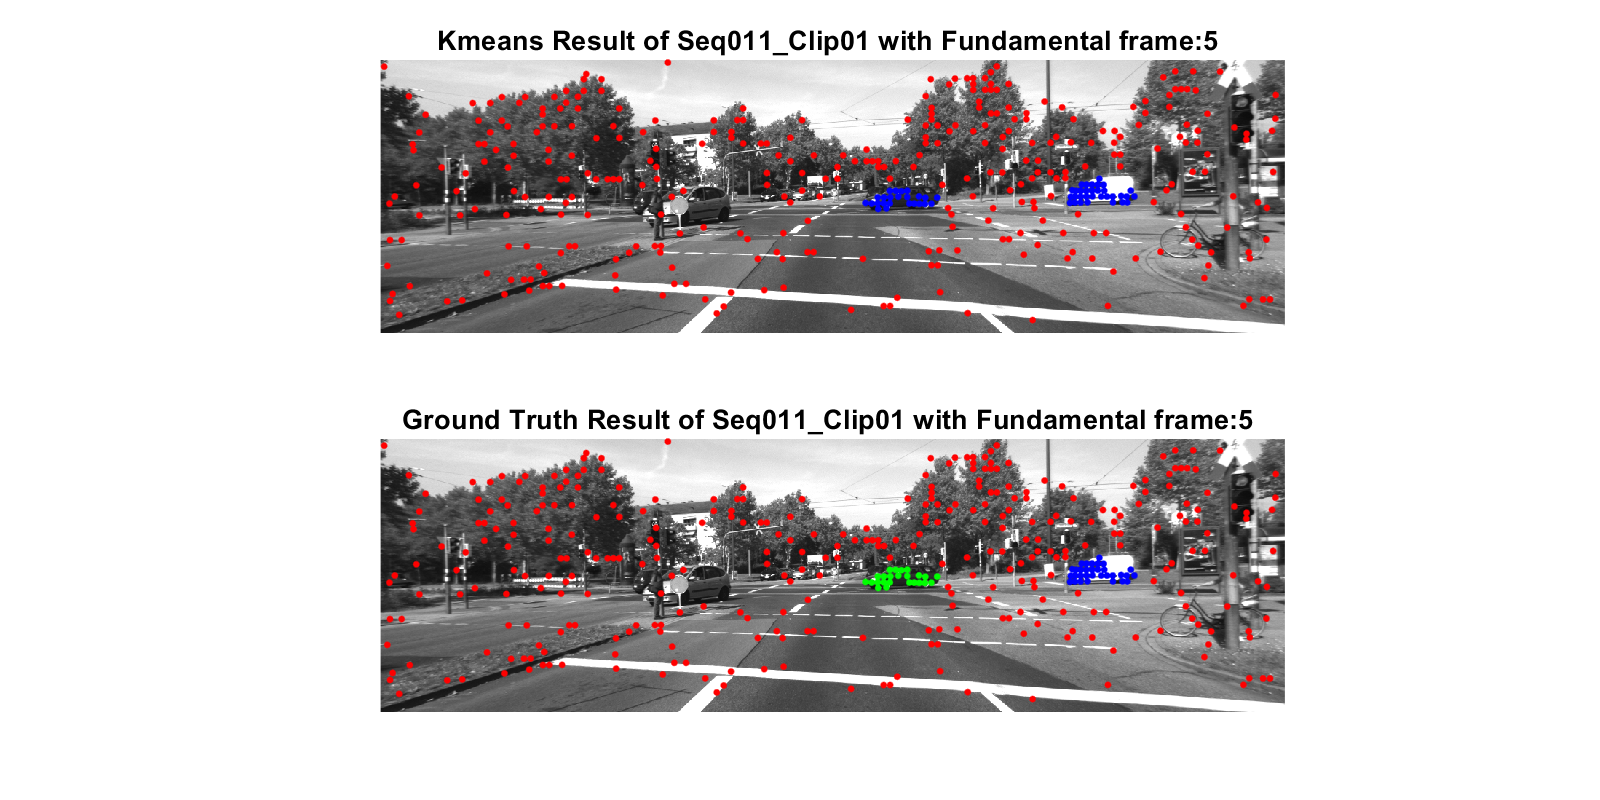 Kmeans Result of Seq011_Clip01 with Fundamental frame:5
Ground Truth Result of Seq011_Clip01 with Fundamental frame:5